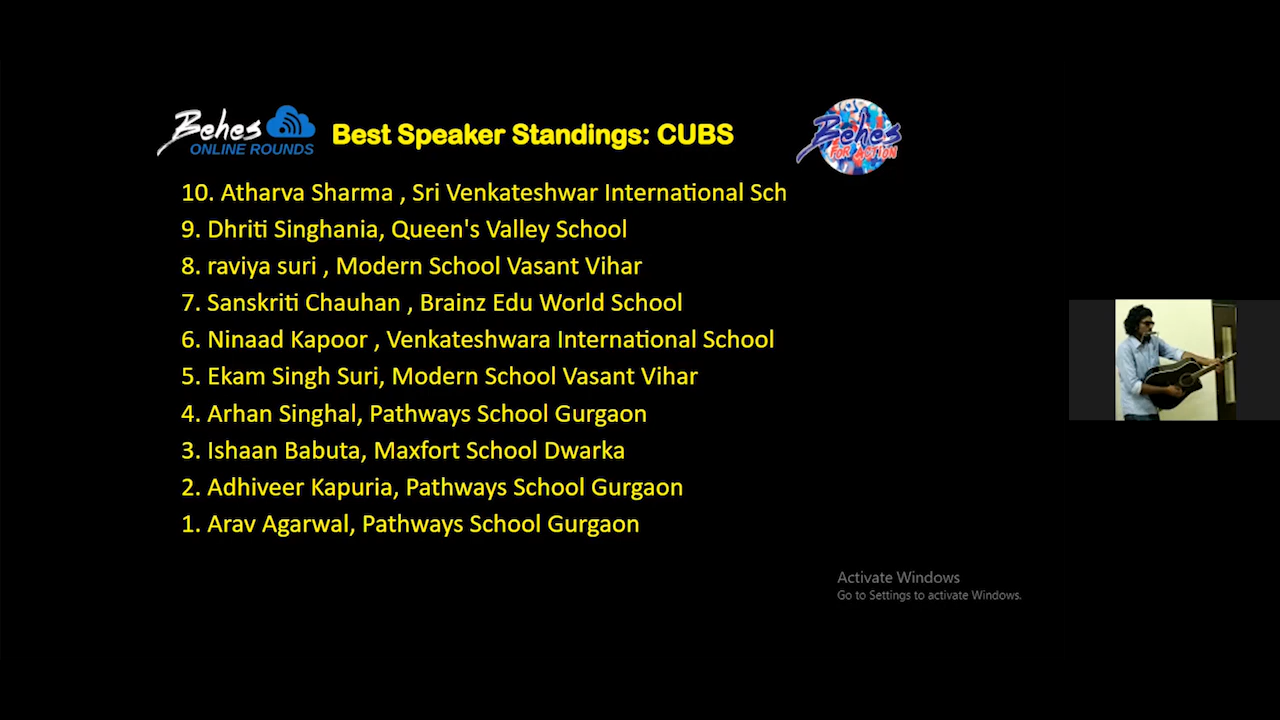 Behes
ONLINE ROUNDS
Best Speaker Standings: CUBS
Behes
FOR ACTION
10. Atharva Sharma , Sri Venkateshwar International Sch
9. Dhriti Singhania, Queen's Valley School
8. raviya suri , Modern School Vasant Vihar
7. Sanskriti Chauhan , Brainz Edu World School
6. Ninaad Kapoor , Venkateshwara International School
5. Ekam Singh Suri, Modern School Vasant Vihar
4. Arhan Singhal, Pathways School Gurgaon
3. Ishaan Babuta, Maxfort School Dwarka
2. Adhiveer Kapuria, Pathways School Gurgaon
1. Arav Agarwal, Pathways School Gurgaon
Activate Windows
Go to Settings to activate Windows.